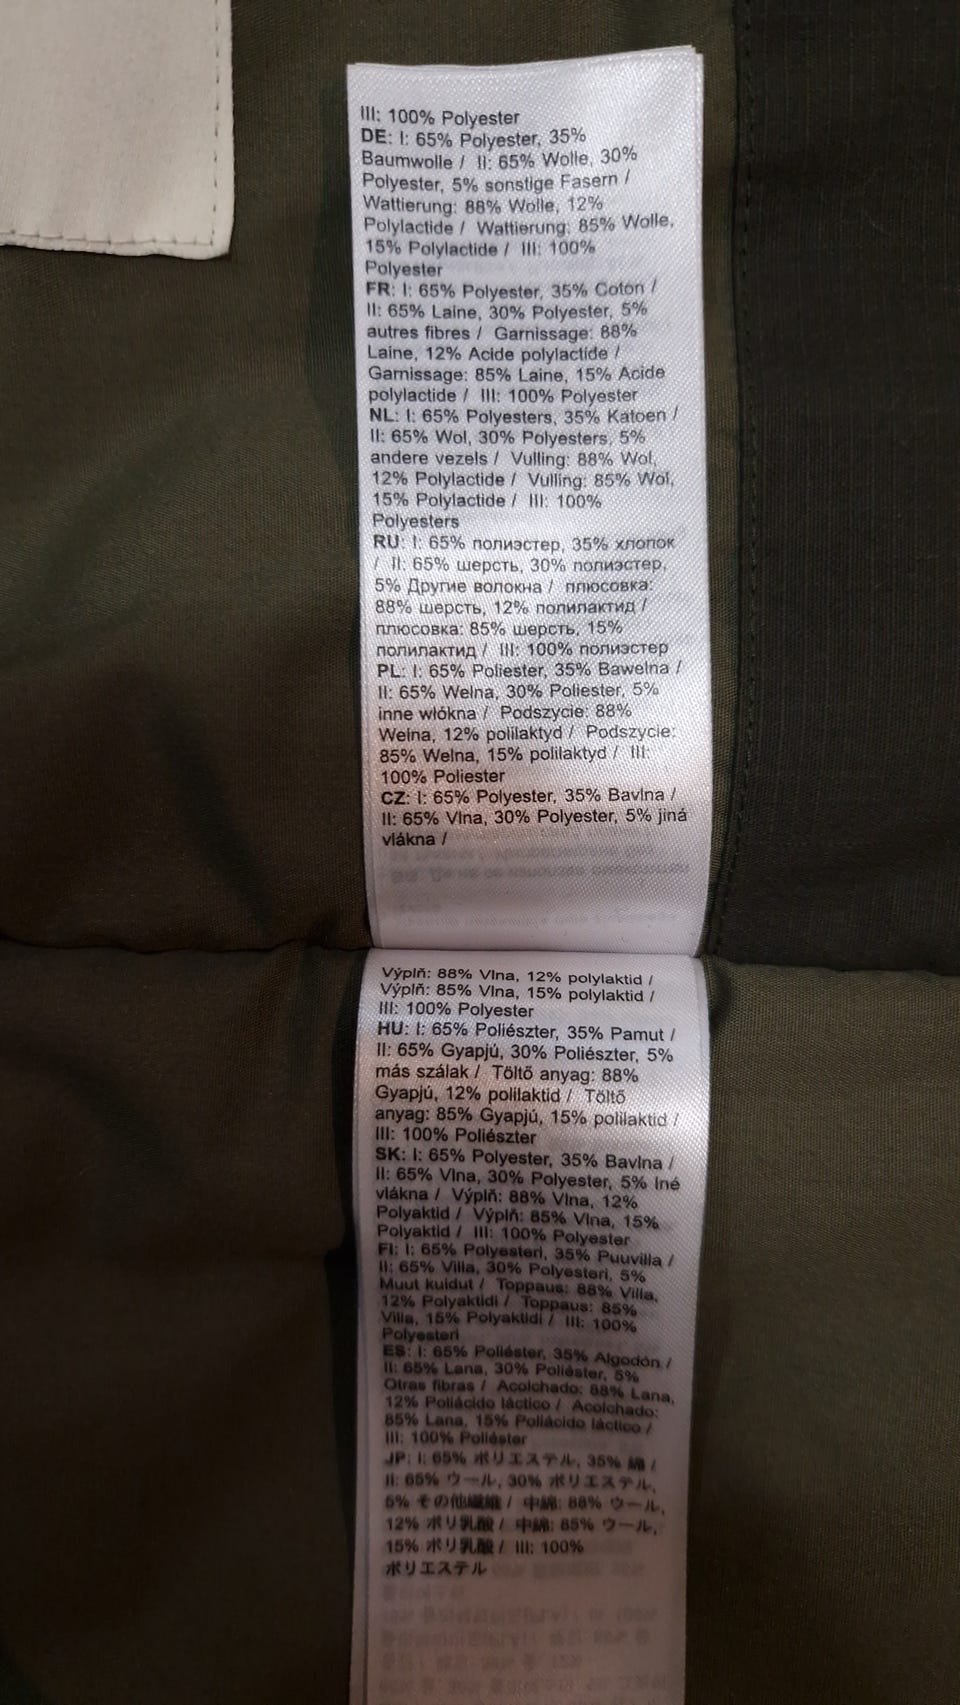 III: 100% Polyester
DE: I: 65% Polyester, 35%
Baumwolle / II: 65% Wolle, 30%
Polyester, 5% sonstige Fasern /
Wattierung: 88% Wolle, 12%
Polylactide / Wattierung: 85% Wolle,
15% Polylactide / III: 100%
Polyester
FR: I: 65% Polyester, 35% Coton /
II: 65% Laine, 30% Polyester, 5%
autres fibres / Garnissage: 88%
Laine, 12% Acide polylactide /
Garnissage: 85% Laine, 15% Acide
polylactide / III: 100% Polyester
NL: I: 65% Polyesters, 35% Katoen /
II: 65% Wol, 30% Polyesters, 5%
andere vezels / Vulling: 88% Wol,
12% Polylactide / Vulling: 85% Wol,
15% Polylactide / III: 100%
Polyesters
RU: I: 65% полиэстер, 35% хлопок
/ II: 65% шерсть, 30% полиэстер,
5% Другие волокна / плюсовка:
88% шерсть, 12% полилактид /
плюсовка: 85% шерсть, 15%
полилактид / III: 100% полиэстер
PL: I: 65% Poliester, 35% Bawełna /
II: 65% Wełna, 30% Poliester, 5%
inne włókna / Podszycie: 88%
Wełna, 12% polilaktyd / Podszycie:
85% Wełna, 15% polilaktyd / III:
100% Poliester
CZ: I: 65% Polyester, 35% Bavlna /
II: 65% Vlna, 30% Polyester, 5% jiná
vlákna /
Výplň: 88% Vlna, 12% polylaktid /
Výplň: 85% Vlna, 15% polylaktid /
III: 100% Polyester
HU: I: 65% Poliészter, 35% Pamut /
II: 65% Gyapjú, 30% Poliészter, 5%
más szálak / Töltő anyag: 88%
Gyapjú, 12% polilaktid / Töltő
anyag: 85% Gyapjú, 15% polilaktid /
III: 100% Poliészter
SK: I: 65% Polyester, 35% Bavlna /
II: 65% Vlna, 30% Polyester, 5% Iné
vlákna / Výplň: 88% Vlna, 12%
Polyaktid / Výplň: 85% Vlna, 15%
Polyaktid / III: 100% Polyester
FI: I: 65% Polyesteri, 35% Puuvilla /
II: 65% Villa, 30% Polyesteri, 5%
Muut kuidut / Toppaus: 88% Villa,
12% Polyaktidi / Toppaus: 85%
Villa, 15% Polyaktidi / III: 100%
Polyesteri
ES: I: 65% Poliéster, 35% Algodón /
II: 65% Lana, 30% Poliéster, 5%
Otras fibras / Acolchado: 88% Lana,
12% Poliácido láctico / Acolchado:
85% Lana, 15% Poliácido láctico /
III: 100% Poliéster
JP: I: 65% ポリエステル, 35% 綿 /
II: 65% ウール, 30% ポリエステル,
5% その他繊維 / 中綿: 88% ウール,
12% ポリ乳酸 / 中綿: 85% ウール,
15% ポリ乳酸 / III: 100%
ポリエステル